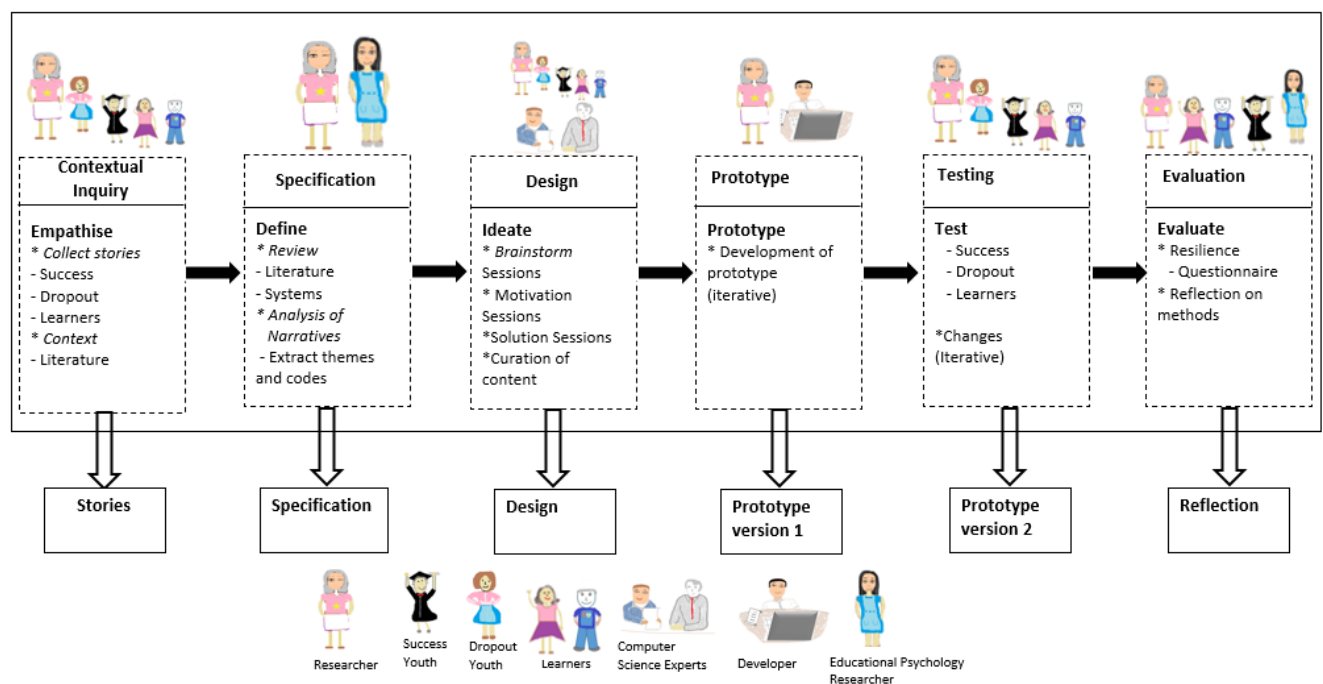 Contextual
Inquiry
Empathise
* Collect stories
- Success
- Dropout
- Learners
* Context
- Literature
Specification
Define
* Review
- Literature
- Systems
* Analysis of
Narratives
- Extract themes
and codes
Design
Ideate
* Brainstorm
Sessions
* Motivation
Sessions
*Solution Sessions
*Curation of
content
Prototype
Prototype
* Development of
prototype
(iterative)
Testing
Test
- Success
- Dropout
- Learners
*Changes
(Iterative)
Evaluation
Evaluate
* Resilience
- Questionnaire
* Reflection on
methods
Stories
Specification
Design
Prototype
version 1
Prototype
version 2
Reflection
Researcher
Success
Youth
Dropout
Youth
Learners
Computer
Science Experts
Developer
Educational Psychology
Researcher